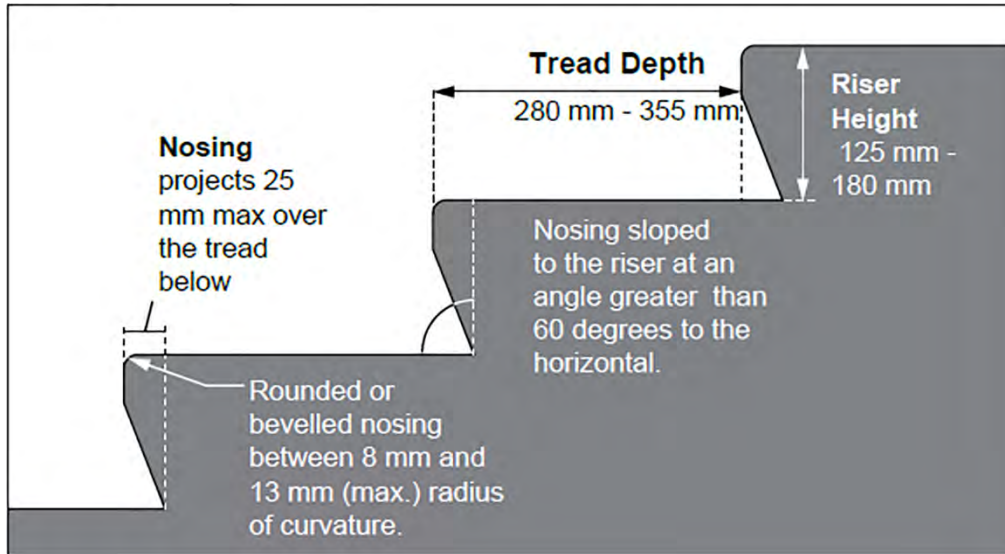 Tread Depth
280 mm - 355 mm
Riser
Height
125 mm -
180 mm
Nosing
projects 25
mm max over
the tread
below
Nosing sloped
to the riser at an
angle greater than
60 degrees to the
horizontal.
Rounded or
bevelled nosing
between 8 mm and
13 mm (max.) radius
of curvature.